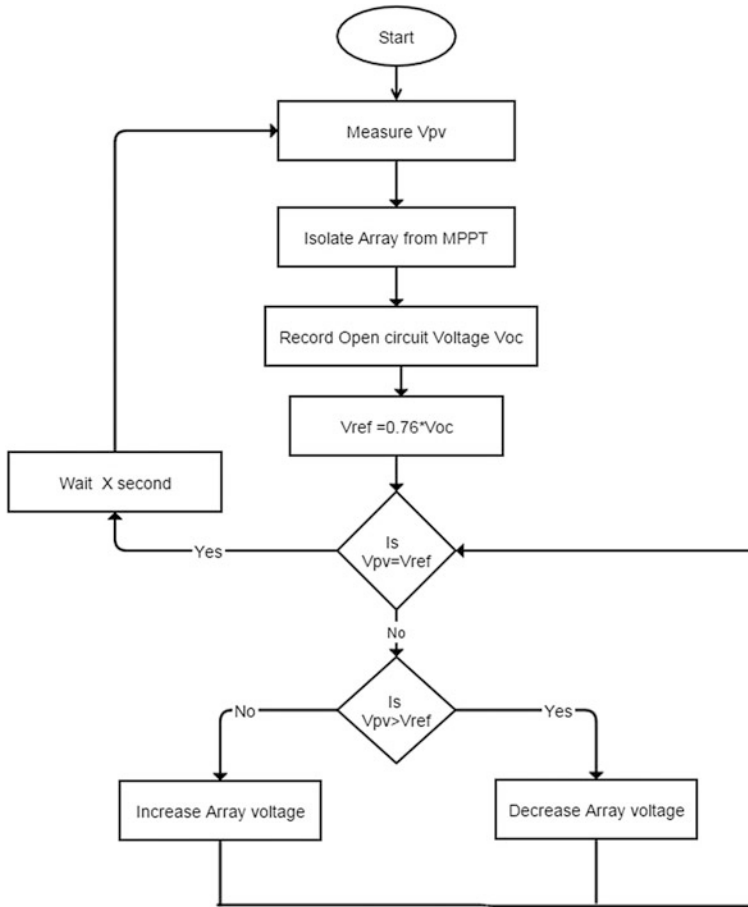 Start
Measure Vpv
Isolate Array from MPPT
Record Open circuit Voltage Voc
Vref =0.76*Voc
Wait X second
Is
Vpv=Vref
Yes
No
Is
Vpv>Vref
No
Yes
Increase Array voltage
Decrease Array voltage